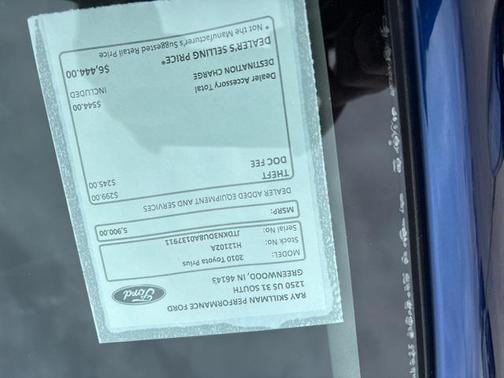 RAY SKILLMAN PERFORMANCE FORD
1250 US 31 SOUTH
GREENWOOD, IN 46143
Ford
MODEL: 2010 Toyota Prius
Stock No: H12102A
Serial No: JTDKN3DU8A0137911
MSRP: 5,900.00
DEALER ADDED EQUIPMENT AND SERVICES
THEFT $299.00
DOC FEE $245.00
Dealer Accessory Total $544.00
DESTINATION CHARGE INCLUDED
DEALER'S SELLING PRICE* $6,444.00
* Not the Manufacturer's Suggested Retail Price